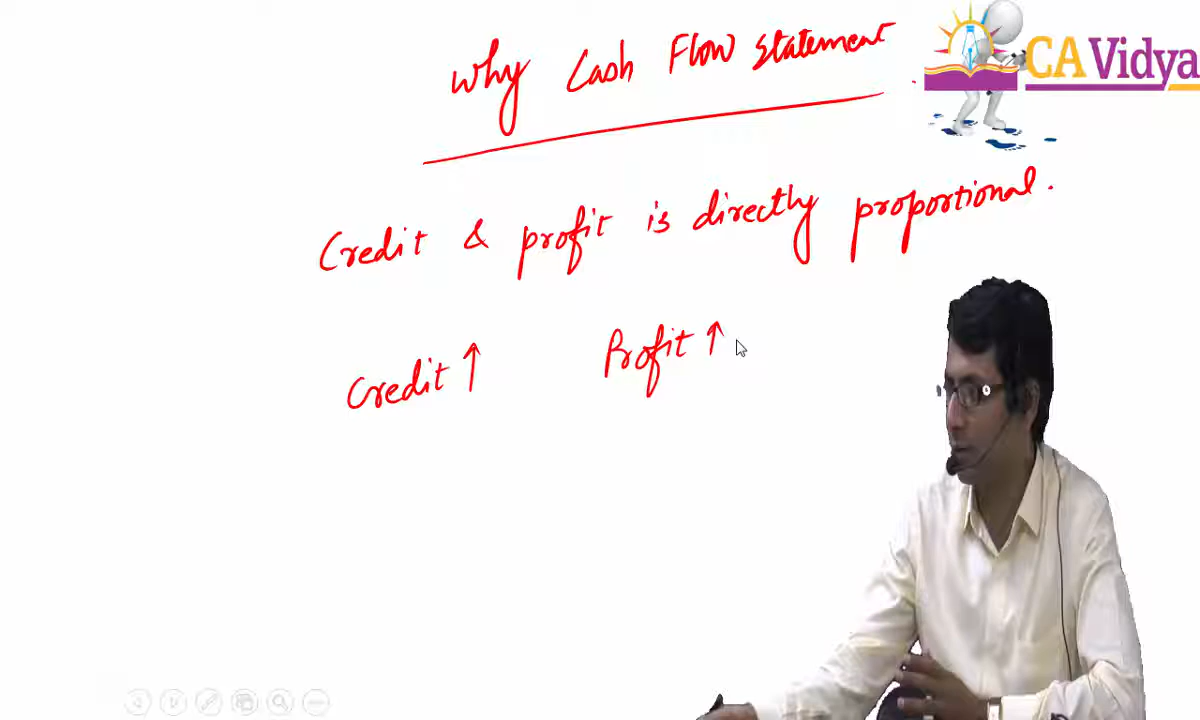 Why Cash Flow Statement
CA Vidya
Credit & profit is directly proportional.
Credit ↑ Profit ↑